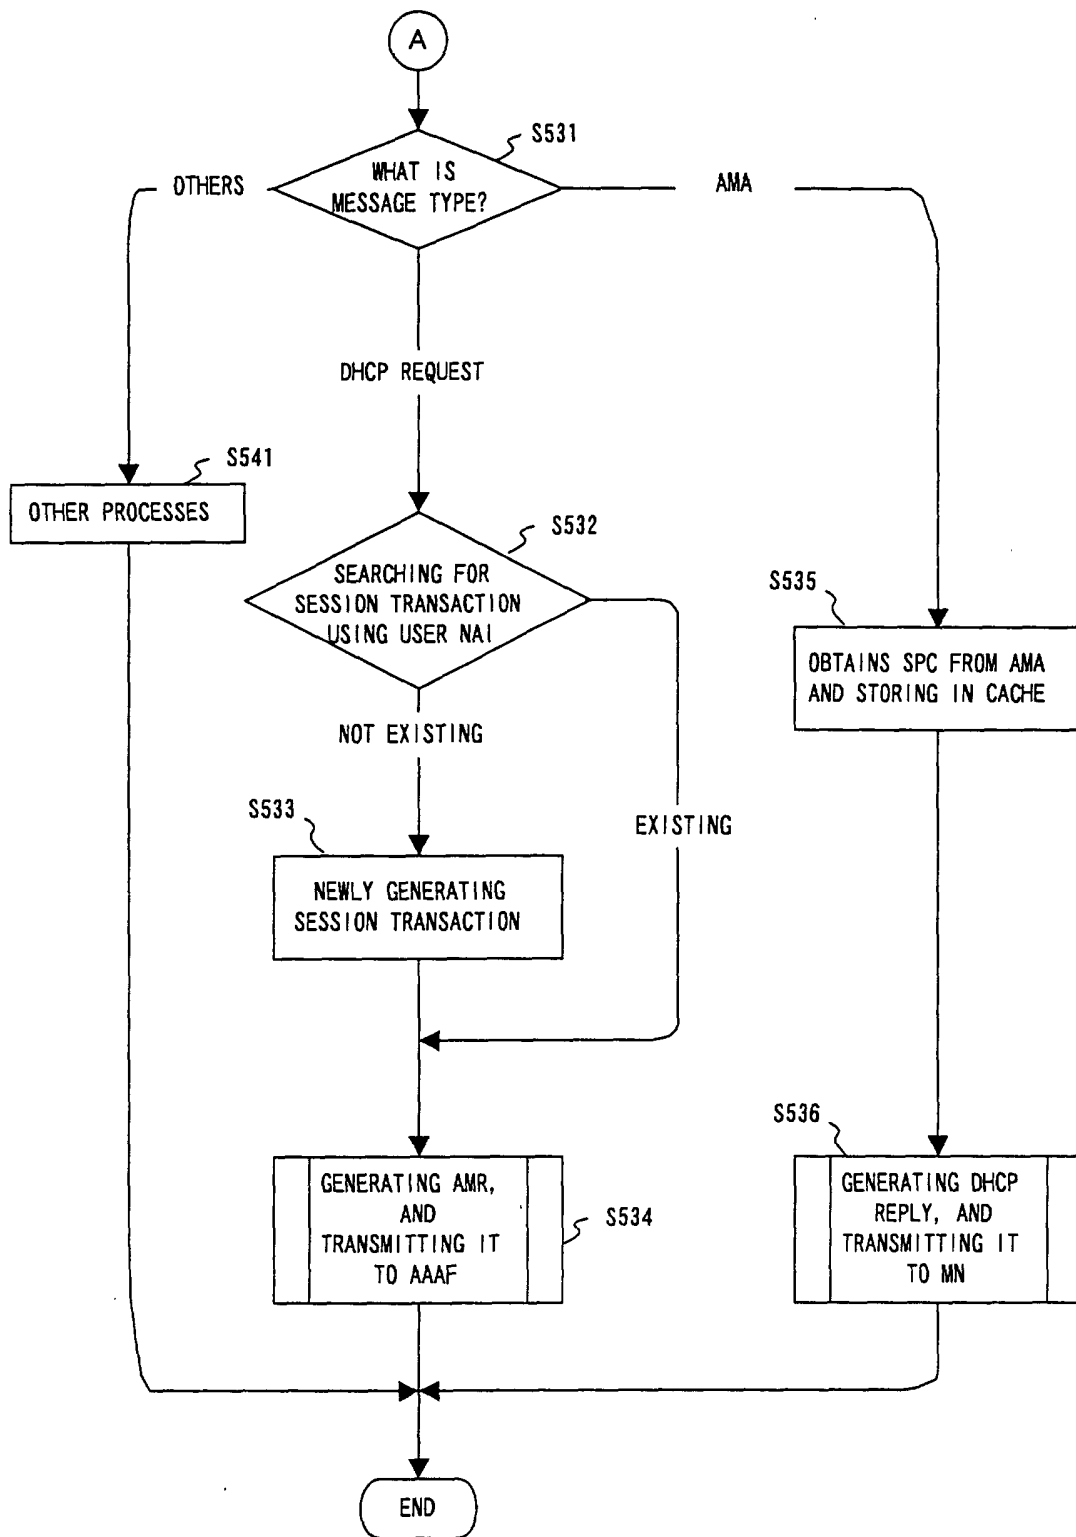 A
S531
WHAT IS
MESSAGE TYPE?
OTHERS
AMA
DHCP REQUEST
S541
OTHER PROCESSES
S532
SEARCHING FOR
SESSION TRANSACTION
USING USER NAI
S535
OBTAINS SPC FROM AMA
AND STORING IN CACHE
NOT EXISTING
EXISTING
S533
NEWLY GENERATING
SESSION TRANSACTION
S534
GENERATING AMR,
AND
TRANSMITTING IT
TO AAAF
S536
GENERATING DHCP
REPLY, AND
TRANSMITTING IT
TO MN
END